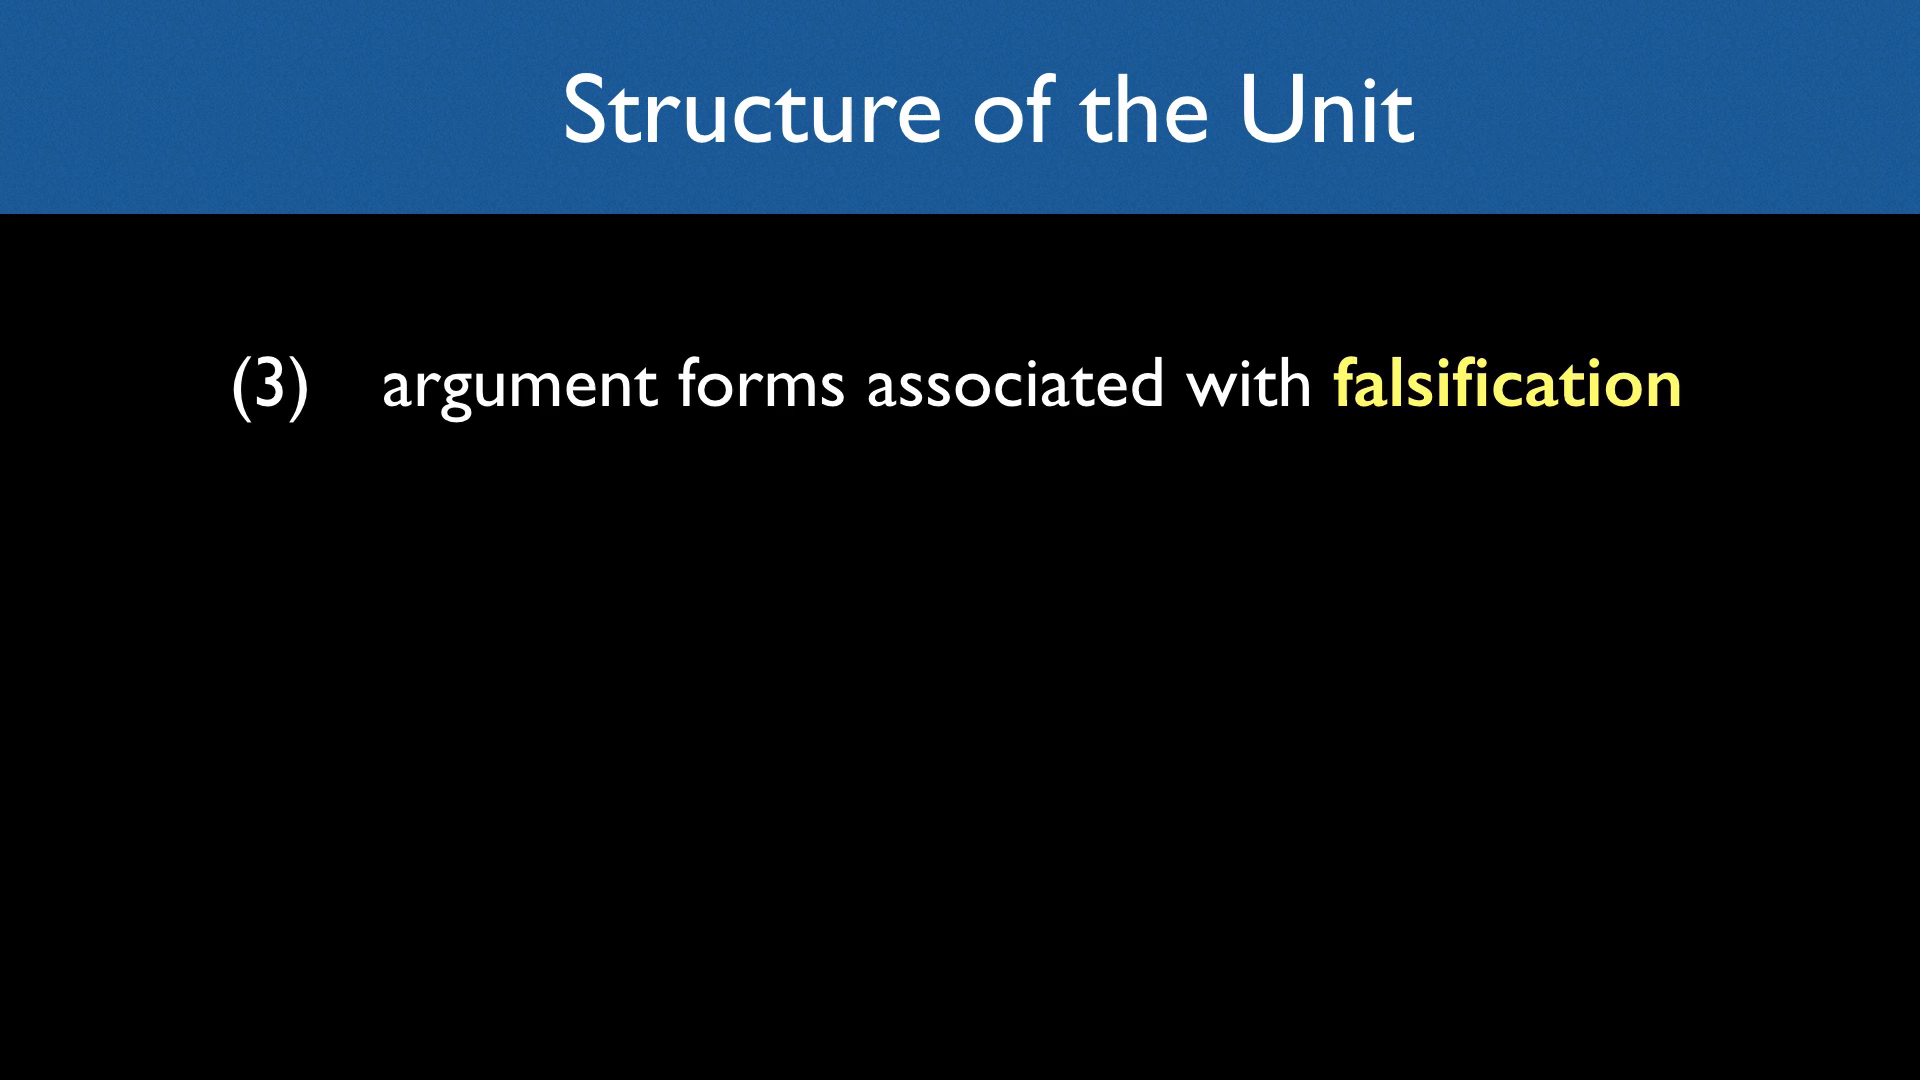 Structure of the Unit
(3) argument forms associated with falsification